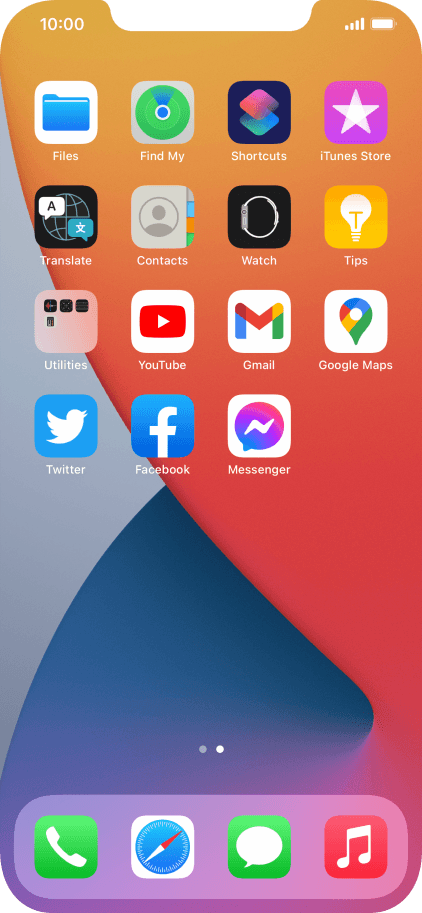 10:00
Files
Find My
Shortcuts
iTunes Store
A
文
Translate
Contacts
Watch
Tips
Utilities
YouTube
Gmail
Google Maps
Twitter
Facebook
Messenger